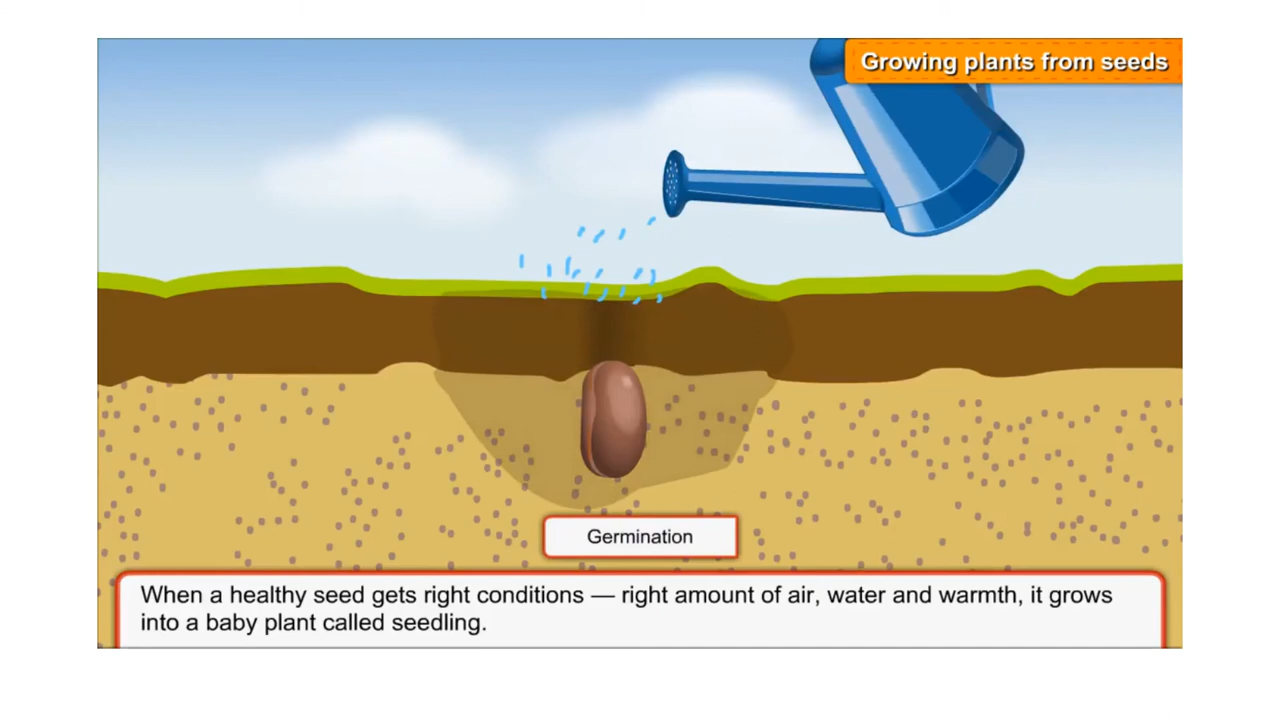 Growing plants from seeds
Germination
When a healthy seed gets right conditions — right amount of air, water and warmth, it grows
into a baby plant called seedling.